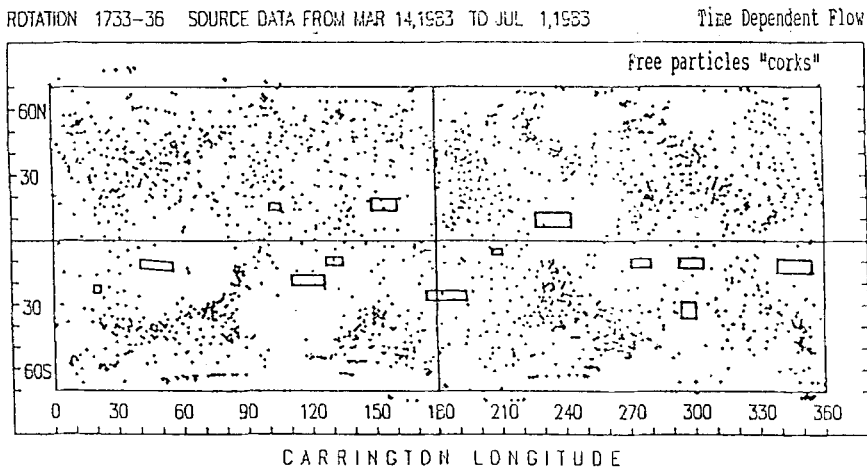 ROTATION 1733-36 SOURCE DATA FROM MAR 14,1983 TO JUL 1,1983 Time Dependent Flow
Free particles "corks"
60N
30
30
60S
0 30 60 90 120 150 180 210 240 270 300 330 360
CARRINGTON LONGITUDE